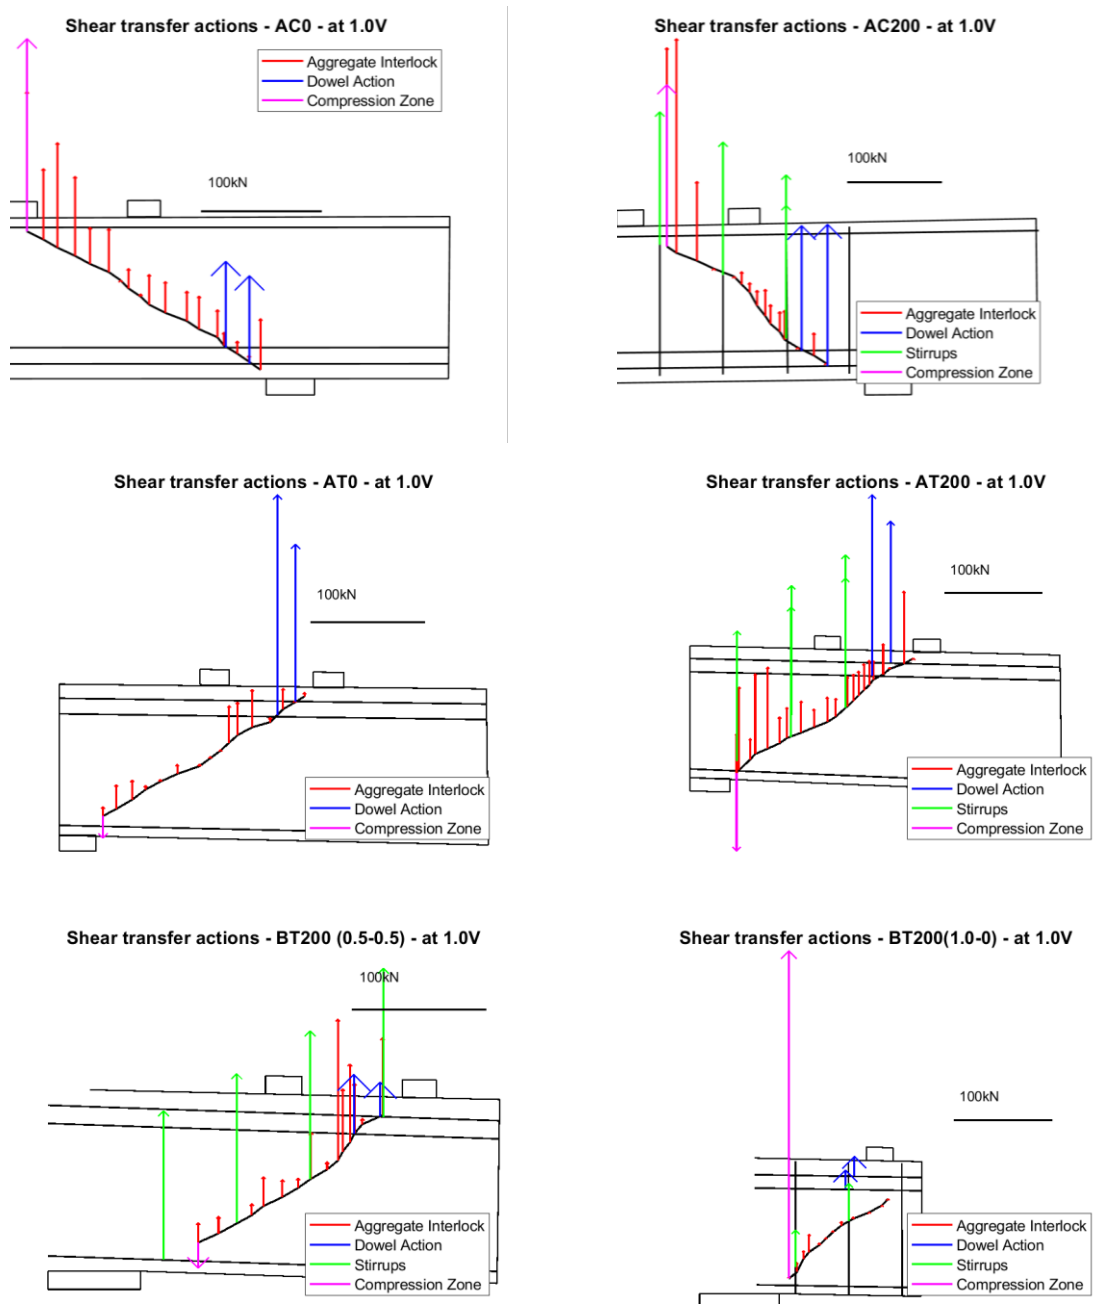 Shear transfer actions - AC0 - at 1.0V
Aggregate Interlock
Dowel Action
Compression Zone
100kN
Shear transfer actions - AC200 - at 1.0V
100kN
Aggregate Interlock
Dowel Action
Stirrups
Compression Zone
Shear transfer actions - AT0 - at 1.0V
100kN
Aggregate Interlock
Dowel Action
Compression Zone
Shear transfer actions - AT200 - at 1.0V
100kN
Aggregate Interlock
Dowel Action
Stirrups
Compression Zone
Shear transfer actions - BT200 (0.5-0.5) - at 1.0V
100kN
Aggregate Interlock
Dowel Action
Stirrups
Compression Zone
Shear transfer actions - BT200(1.0-0) - at 1.0V
100kN
Aggregate Interlock
Dowel Action
Stirrups
Compression Zone